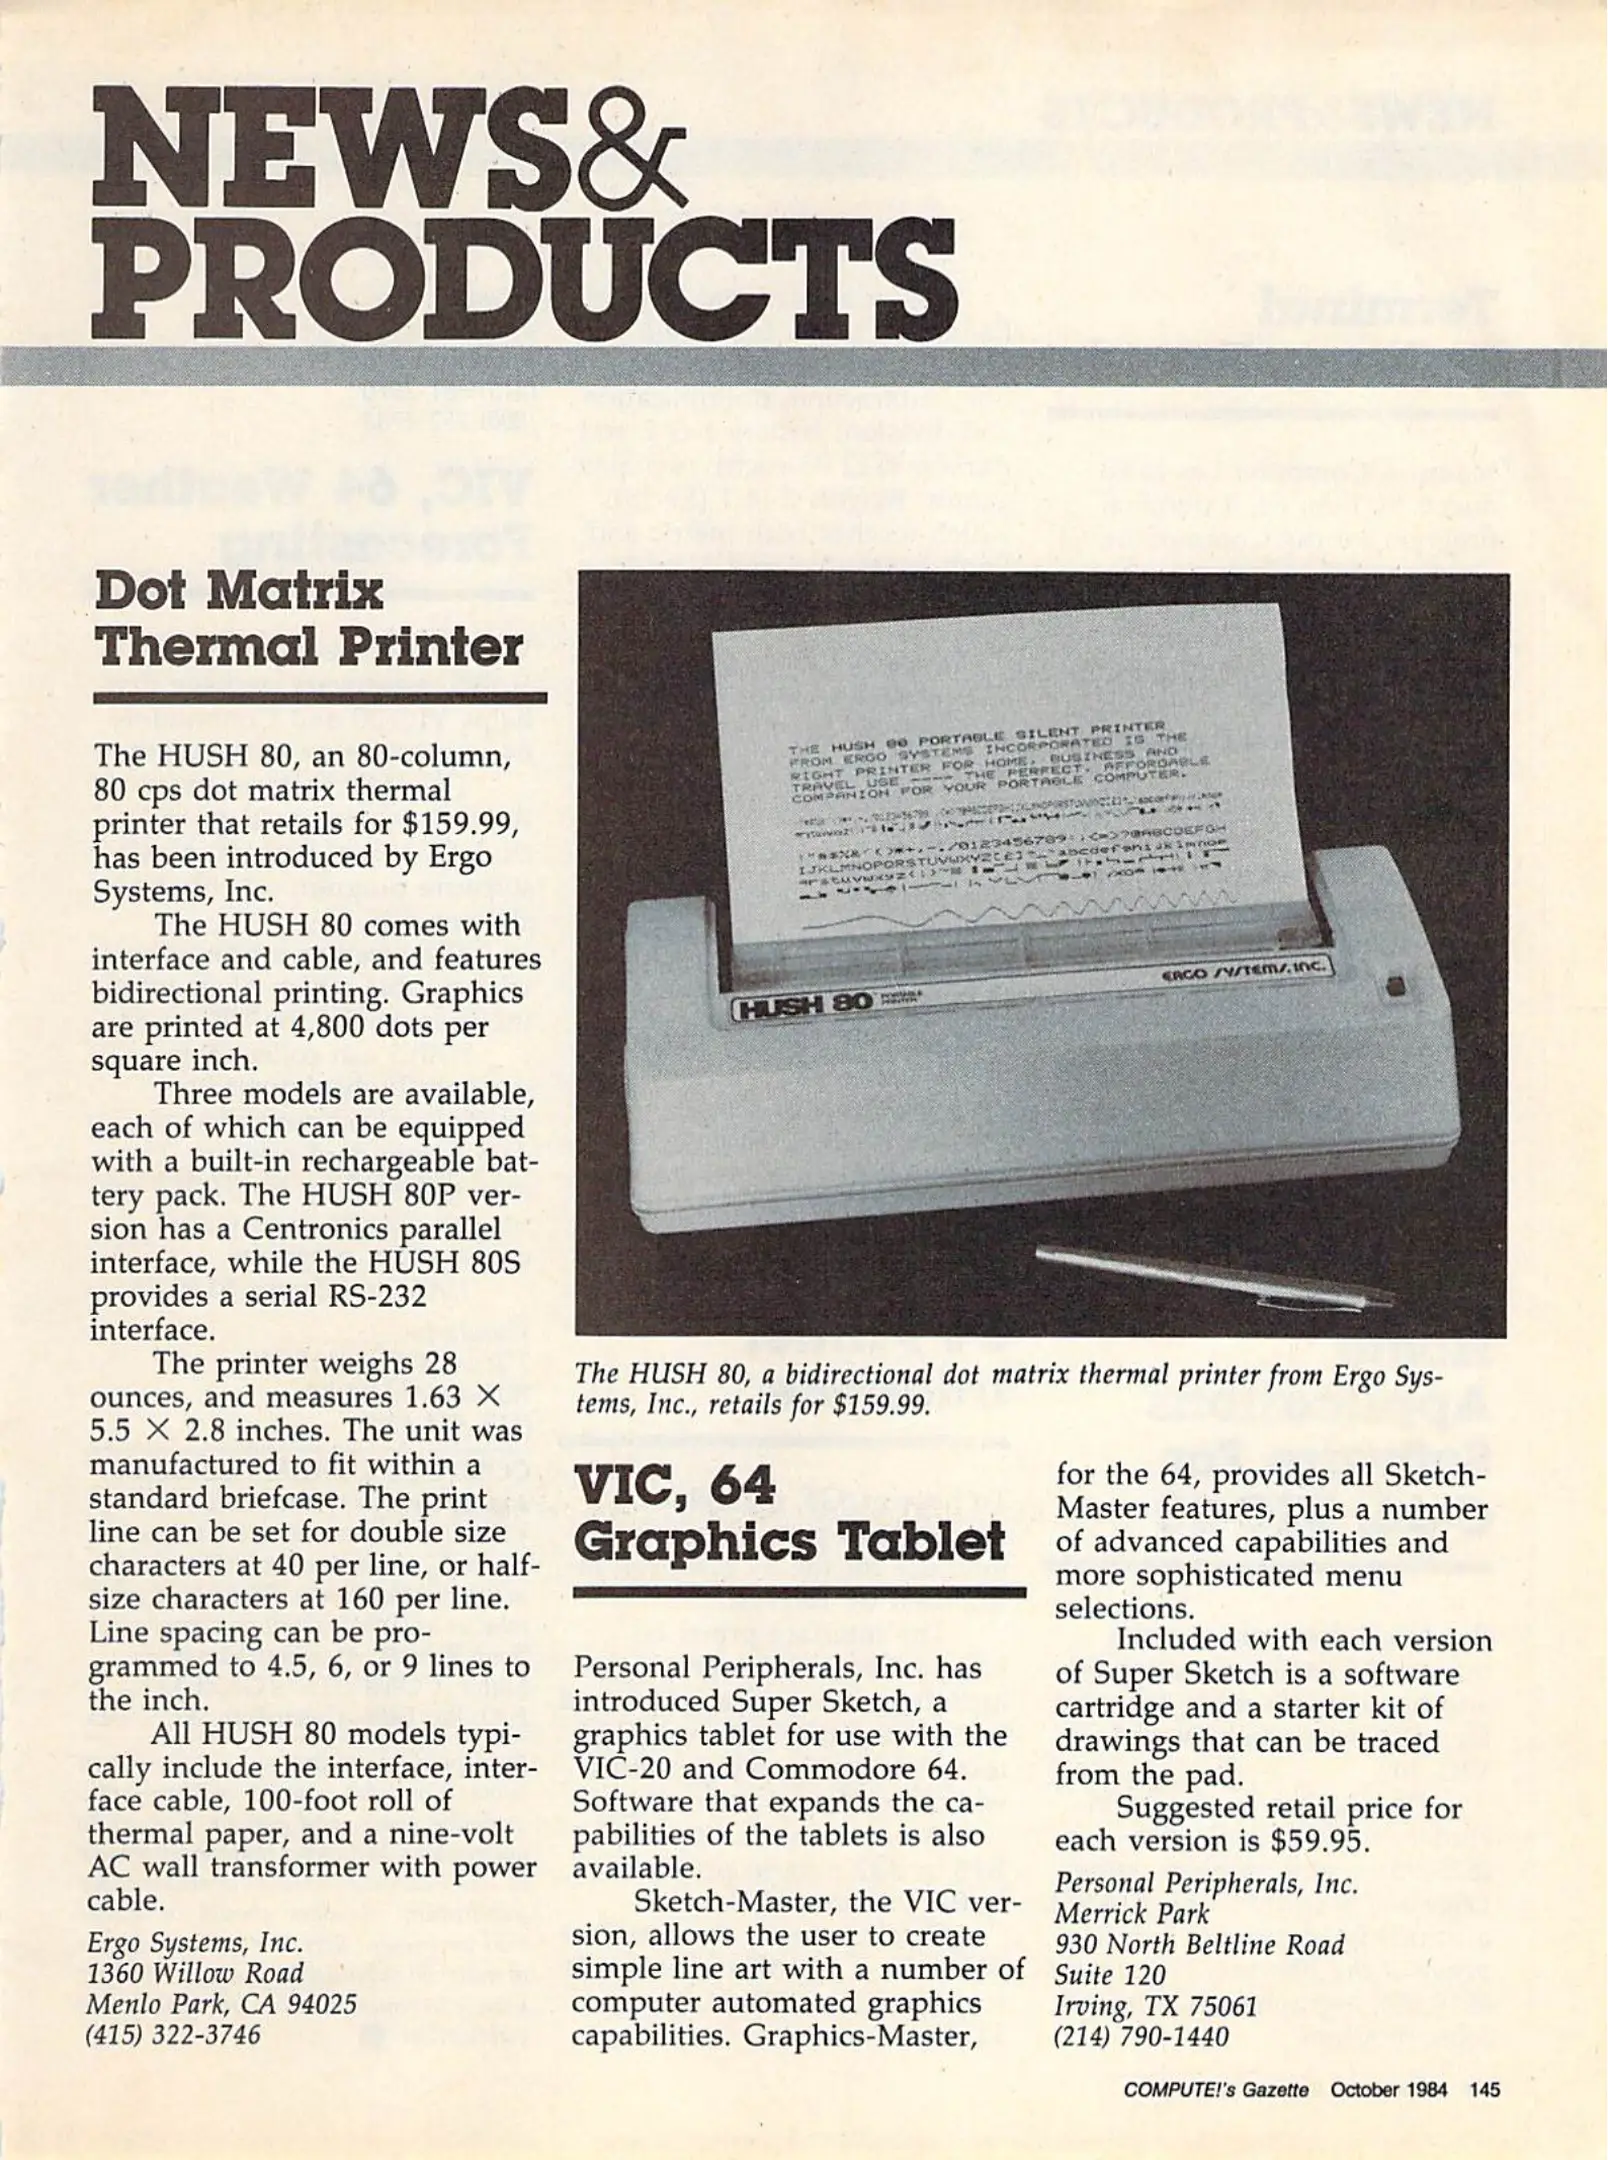 NEWS&
PRODUCTS
Dot Matrix
Thermal Printer
The HUSH 80, an 80-column,
80 cps dot matrix thermal
printer that retails for $159.99,
has been introduced by Ergo
Systems, Inc.
The HUSH 80 comes with
interface and cable, and features
bidirectional printing. Graphics
are printed at 4,800 dots per
square inch.
Three models are available,
each of which can be equipped
with a built-in rechargeable bat-
tery pack. The HUSH 80P ver-
sion has a Centronics parallel
interface, while the HUSH 80S
provides a serial RS-232
interface.
The printer weighs 28
ounces, and measures 1.63 ×
5.5 × 2.8 inches. The unit was
manufactured to fit within a
standard briefcase. The print
line can be set for double size
characters at 40 per line, or half-
size characters at 160 per line.
Line spacing can be pro-
grammed to 4.5, 6, or 9 lines to
the inch.
All HUSH 80 models typi-
cally include the interface, inter-
face cable, 100-foot roll of
thermal paper, and a nine-volt
AC wall transformer with power
cable.
Ergo Systems, Inc.
1360 Willow Road
Menlo Park, CA 94025
(415) 322-3746
THE HUSH 80 PORTABLE SILENT PRINTER
FROM ERGO SYSTEMS INCORPORATED IS THE
RIGHT PRINTER FOR HOME, BUSINESS AND
TRAVEL USE ---- THE PERFECT, AFFORDABLE
COMPANION FOR YOUR PORTABLE COMPUTER.
HUSH 80 PORTABLE PRINTER
ERGO SYSTEMS, INC.
The HUSH 80, a bidirectional dot matrix thermal printer from Ergo Sys-
tems, Inc., retails for $159.99.
VIC, 64
Graphics Tablet
Personal Peripherals, Inc. has
introduced Super Sketch, a
graphics tablet for use with the
VIC-20 and Commodore 64.
Software that expands the ca-
pabilities of the tablets is also
available.
Sketch-Master, the VIC ver-
sion, allows the user to create
simple line art with a number of
computer automated graphics
capabilities. Graphics-Master,
for the 64, provides all Sketch-
Master features, plus a number
of advanced capabilities and
more sophisticated menu
selections.
Included with each version
of Super Sketch is a software
cartridge and a starter kit of
drawings that can be traced
from the pad.
Suggested retail price for
each version is $59.95.
Personal Peripherals, Inc.
Merrick Park
930 North Beltline Road
Suite 120
Irving, TX 75061
(214) 790-1440
COMPUTE!'s Gazette October 1984 145